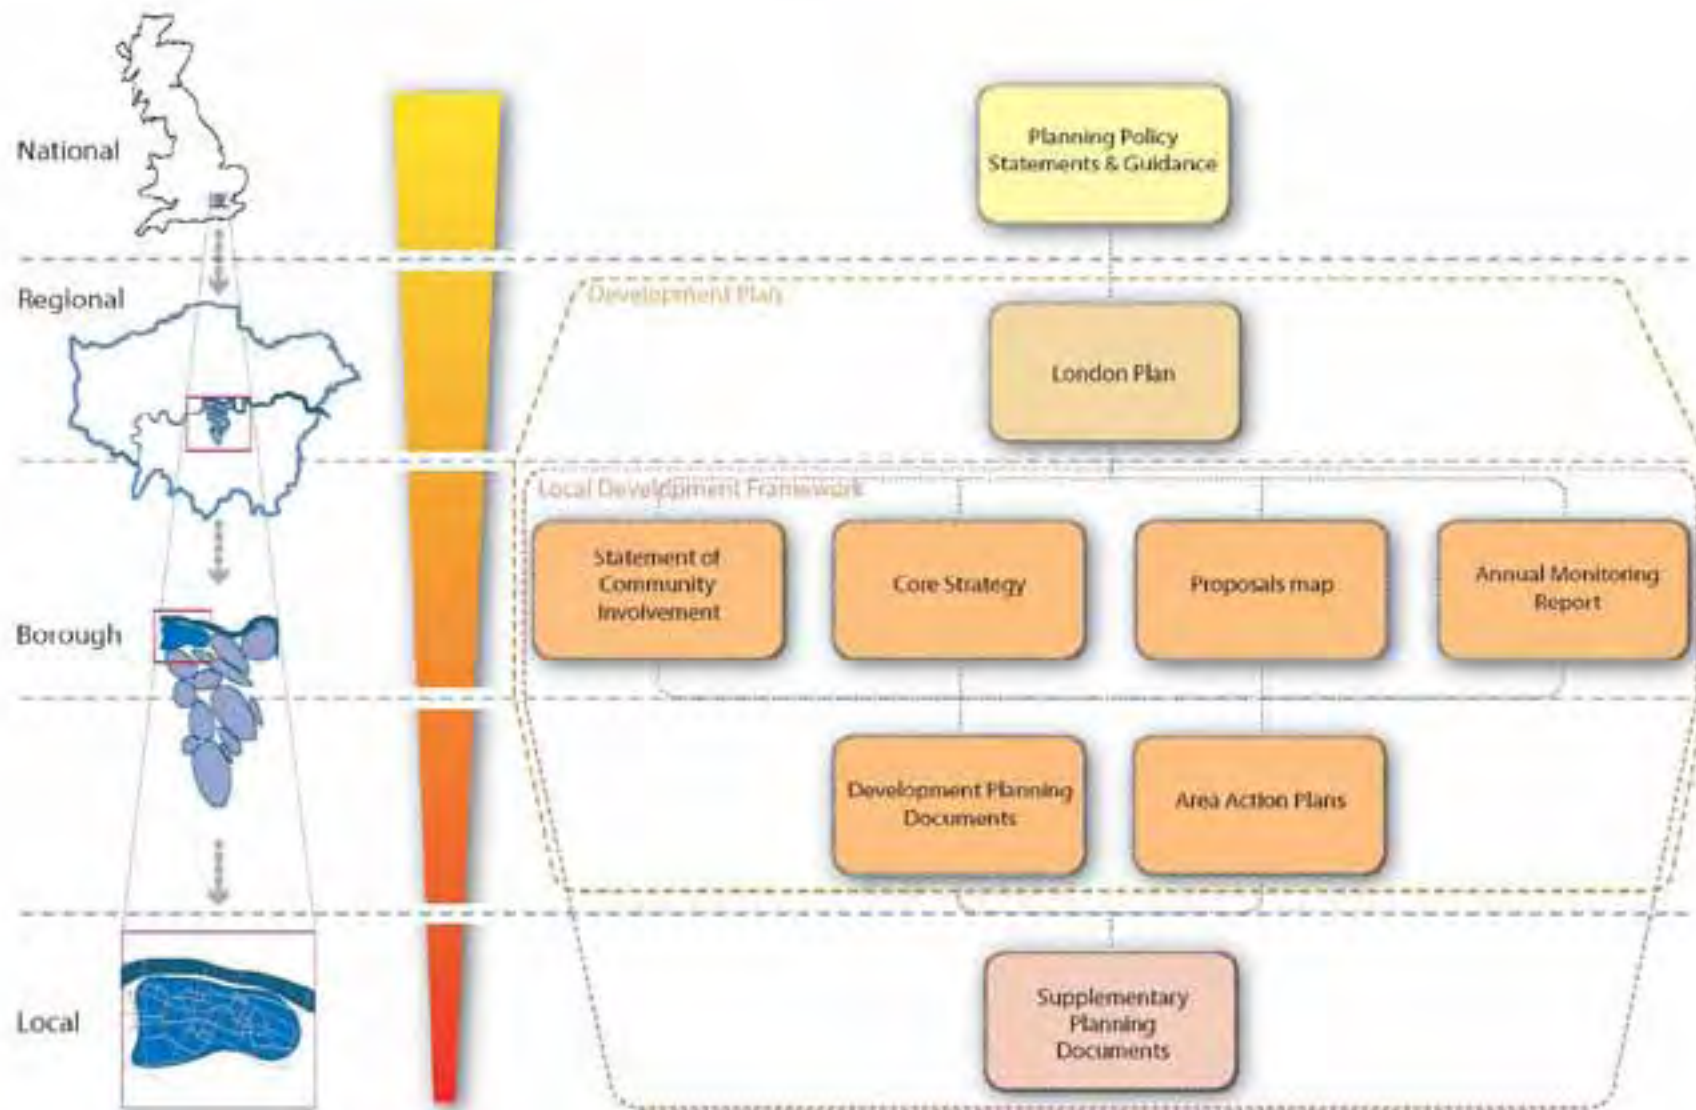 National
Planning Policy
Statements & Guidance
Regional
Development Plan
London Plan
Local Development Framework
Statement of
Community
Involvement
Core Strategy
Proposals map
Annual Monitoring
Report
Borough
Development Planning
Documents
Area Action Plans
Local
Supplementary
Planning
Documents